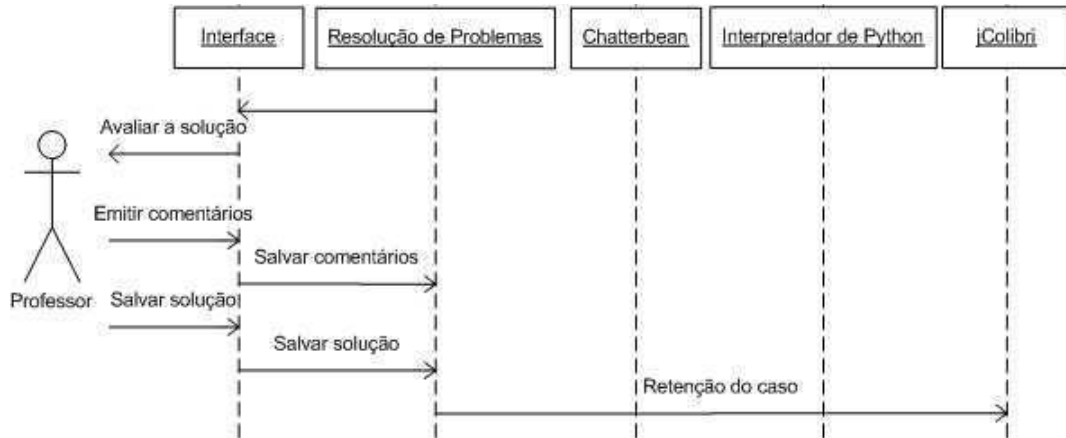 Interface
Resolução de Problemas
Chatterbean
Interpretador de Python
jColibri
Avaliar a solução
Emitir comentários
Salvar comentários
Professor
Salvar solução
Salvar solução
Retenção do caso